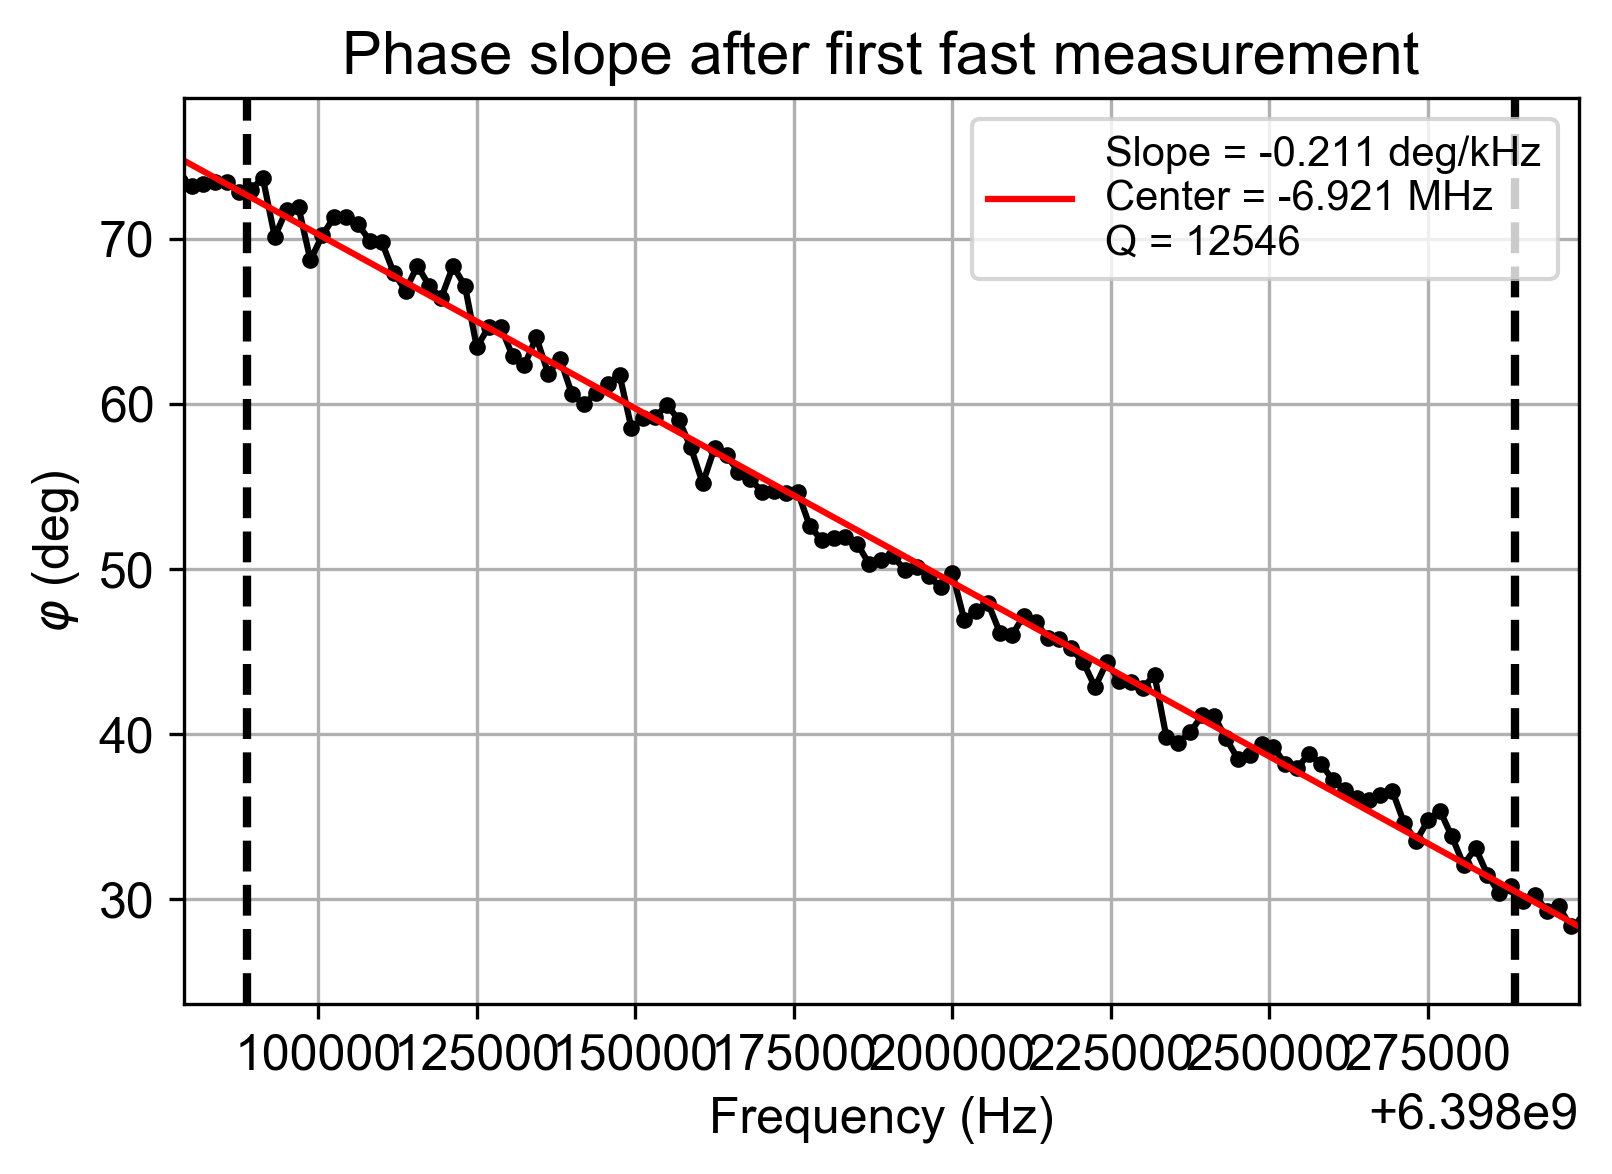 Phase slope after first fast measurement
Slope = -0.211 deg/kHz
Center = -6.921 MHz
Q = 12546
φ (deg)
70
60
50
40
30
100000 125000 150000 175000 200000 225000 250000 275000
Frequency (Hz)
+6.398e9